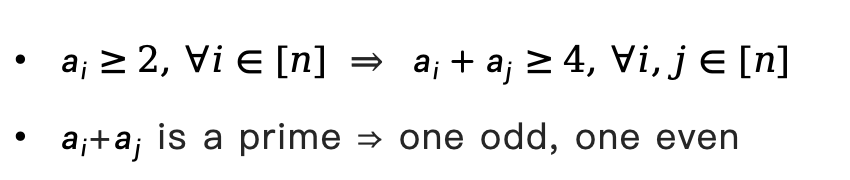 • aᵢ ≥ 2, ∀i ∈ [n] ⇒ aᵢ + aⱼ ≥ 4, ∀i, j ∈ [n]
• aᵢ+aⱼ is a prime ⇒ one odd, one even